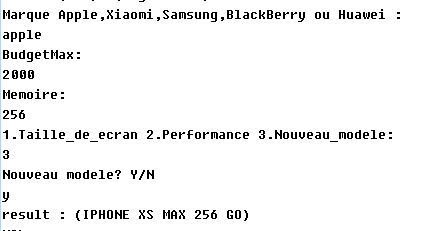 Marque Apple,Xiaomi,Samsung,BlackBerry ou Huawei :
apple
BudgetMax:
2000
Memoire:
256
1.Taille_de_ecran 2.Performance 3.Nouveau_modele:
3
Nouveau modele? Y/N
y
result : (IPHONE XS MAX 256 GO)